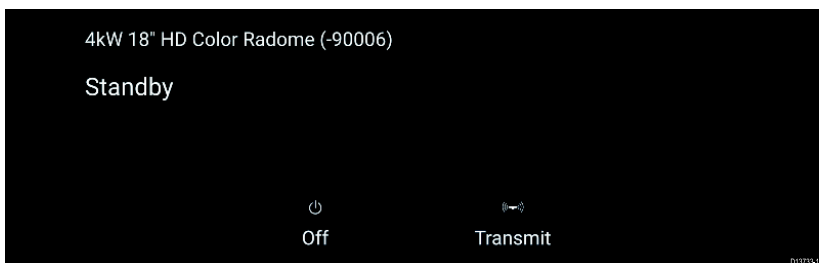 4kW 18" HD Color Radome (-90006)
Standby
Off
Transmit
D13733-1